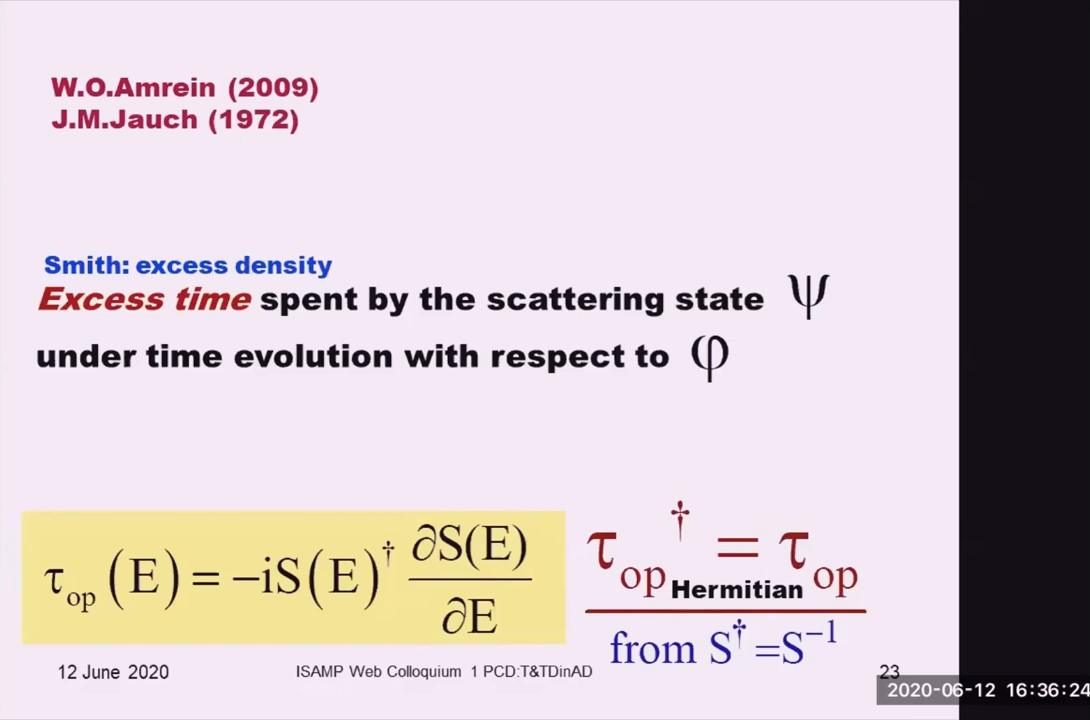 W.O.Amrein (2009)
J.M.Jauch (1972)
Smith: excess density
Excess time spent by the scattering state ψ
under time evolution with respect to φ
τop (E) = −iS(E)† ∂S(E)/∂E
τop† = τop
Hermitian
from S† =S−1
12 June 2020
ISAMP Web Colloquium 1 PCD:T&TDinAD
23
2020-06-12 16:36:24